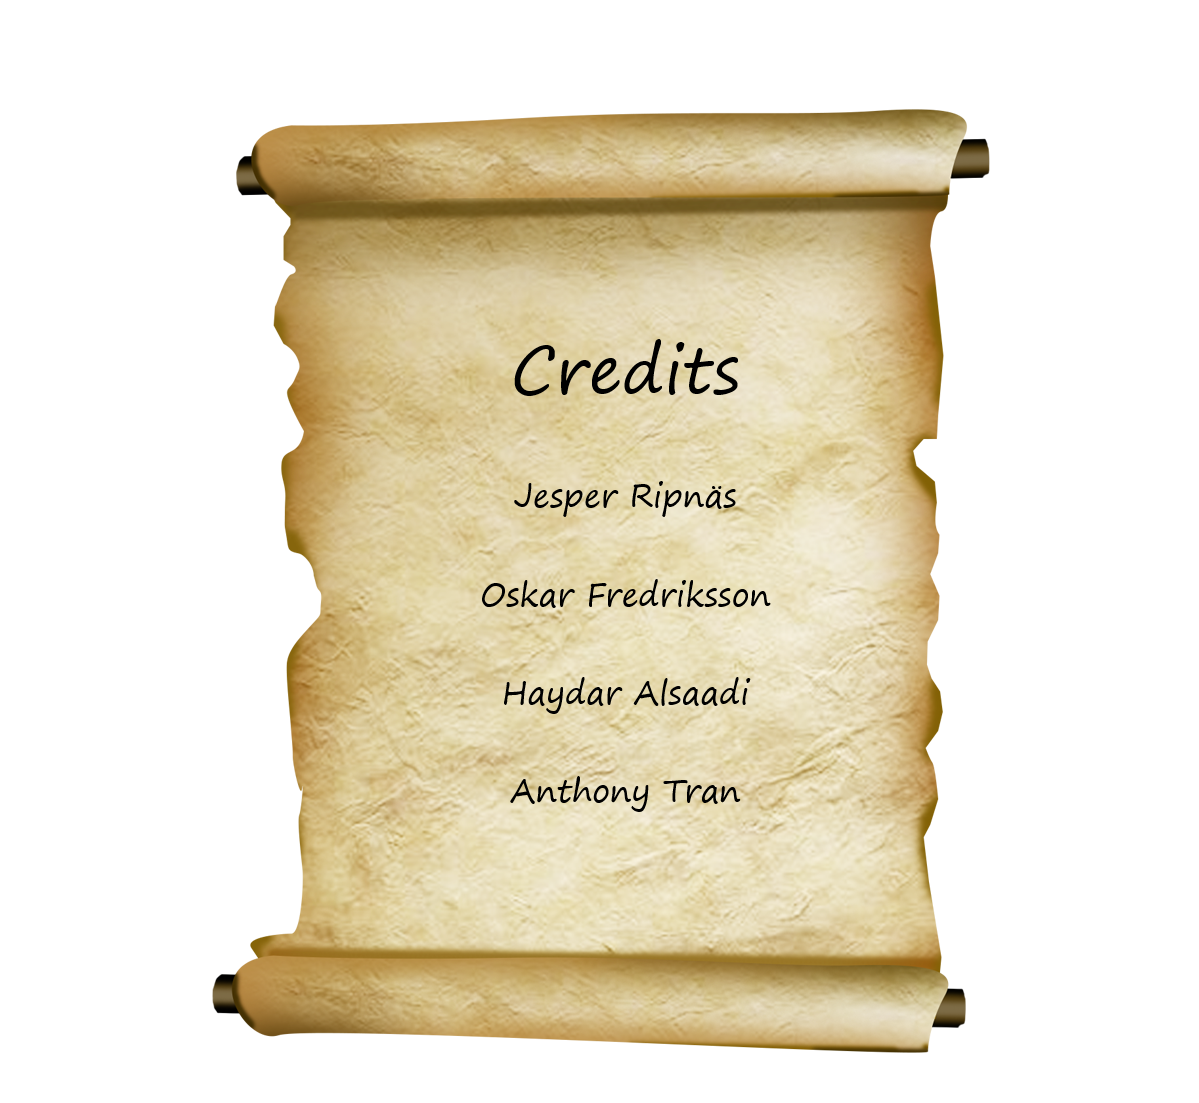 Credits
Jesper Ripnäs
Oskar Fredriksson
Haydar Alsaadi
Anthony Tran